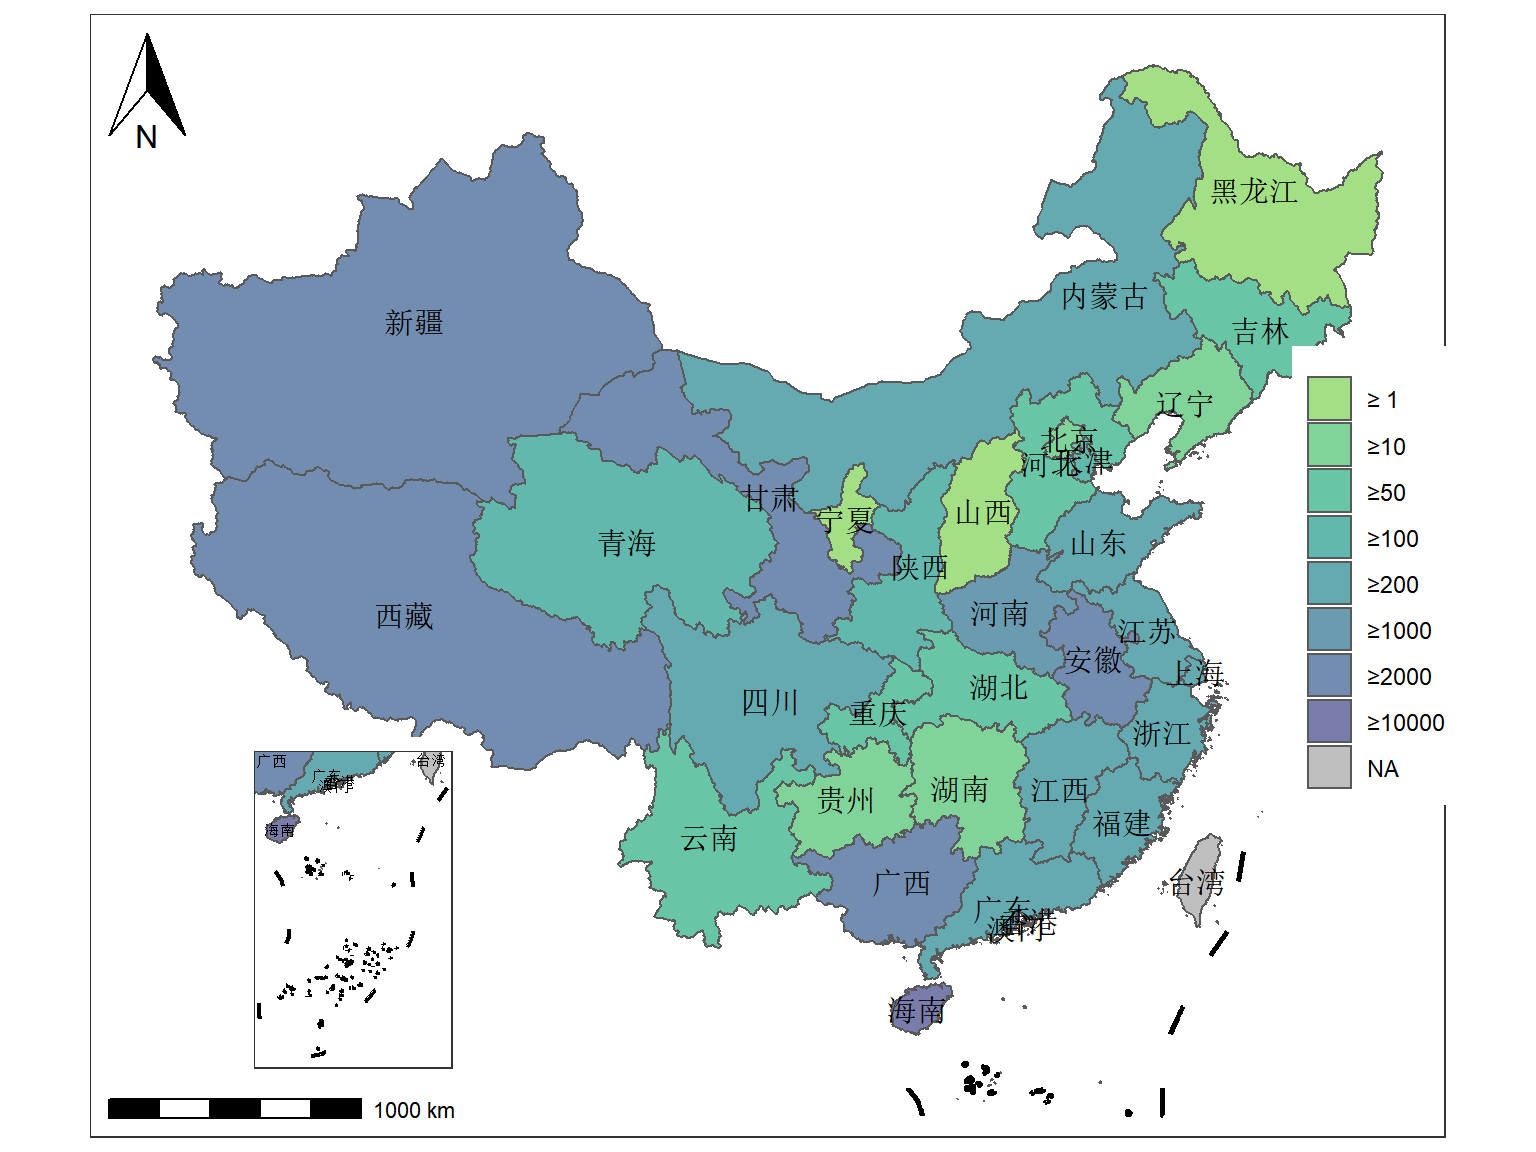 N
黑龙江
内蒙古
新疆
吉林
辽宁
北京
天津
河北
甘肃
宁夏
山西
青海
山东
陕西
西藏
河南
江苏
安徽
上海
湖北
四川
重庆
浙江
贵州
湖南
江西
福建
云南
广西
台湾
广东
香港
澳门
海南
≥ 1
≥10
≥50
≥100
≥200
≥1000
≥2000
≥10000
NA
广西
台湾
广东
香港
澳门
海南
1000 km